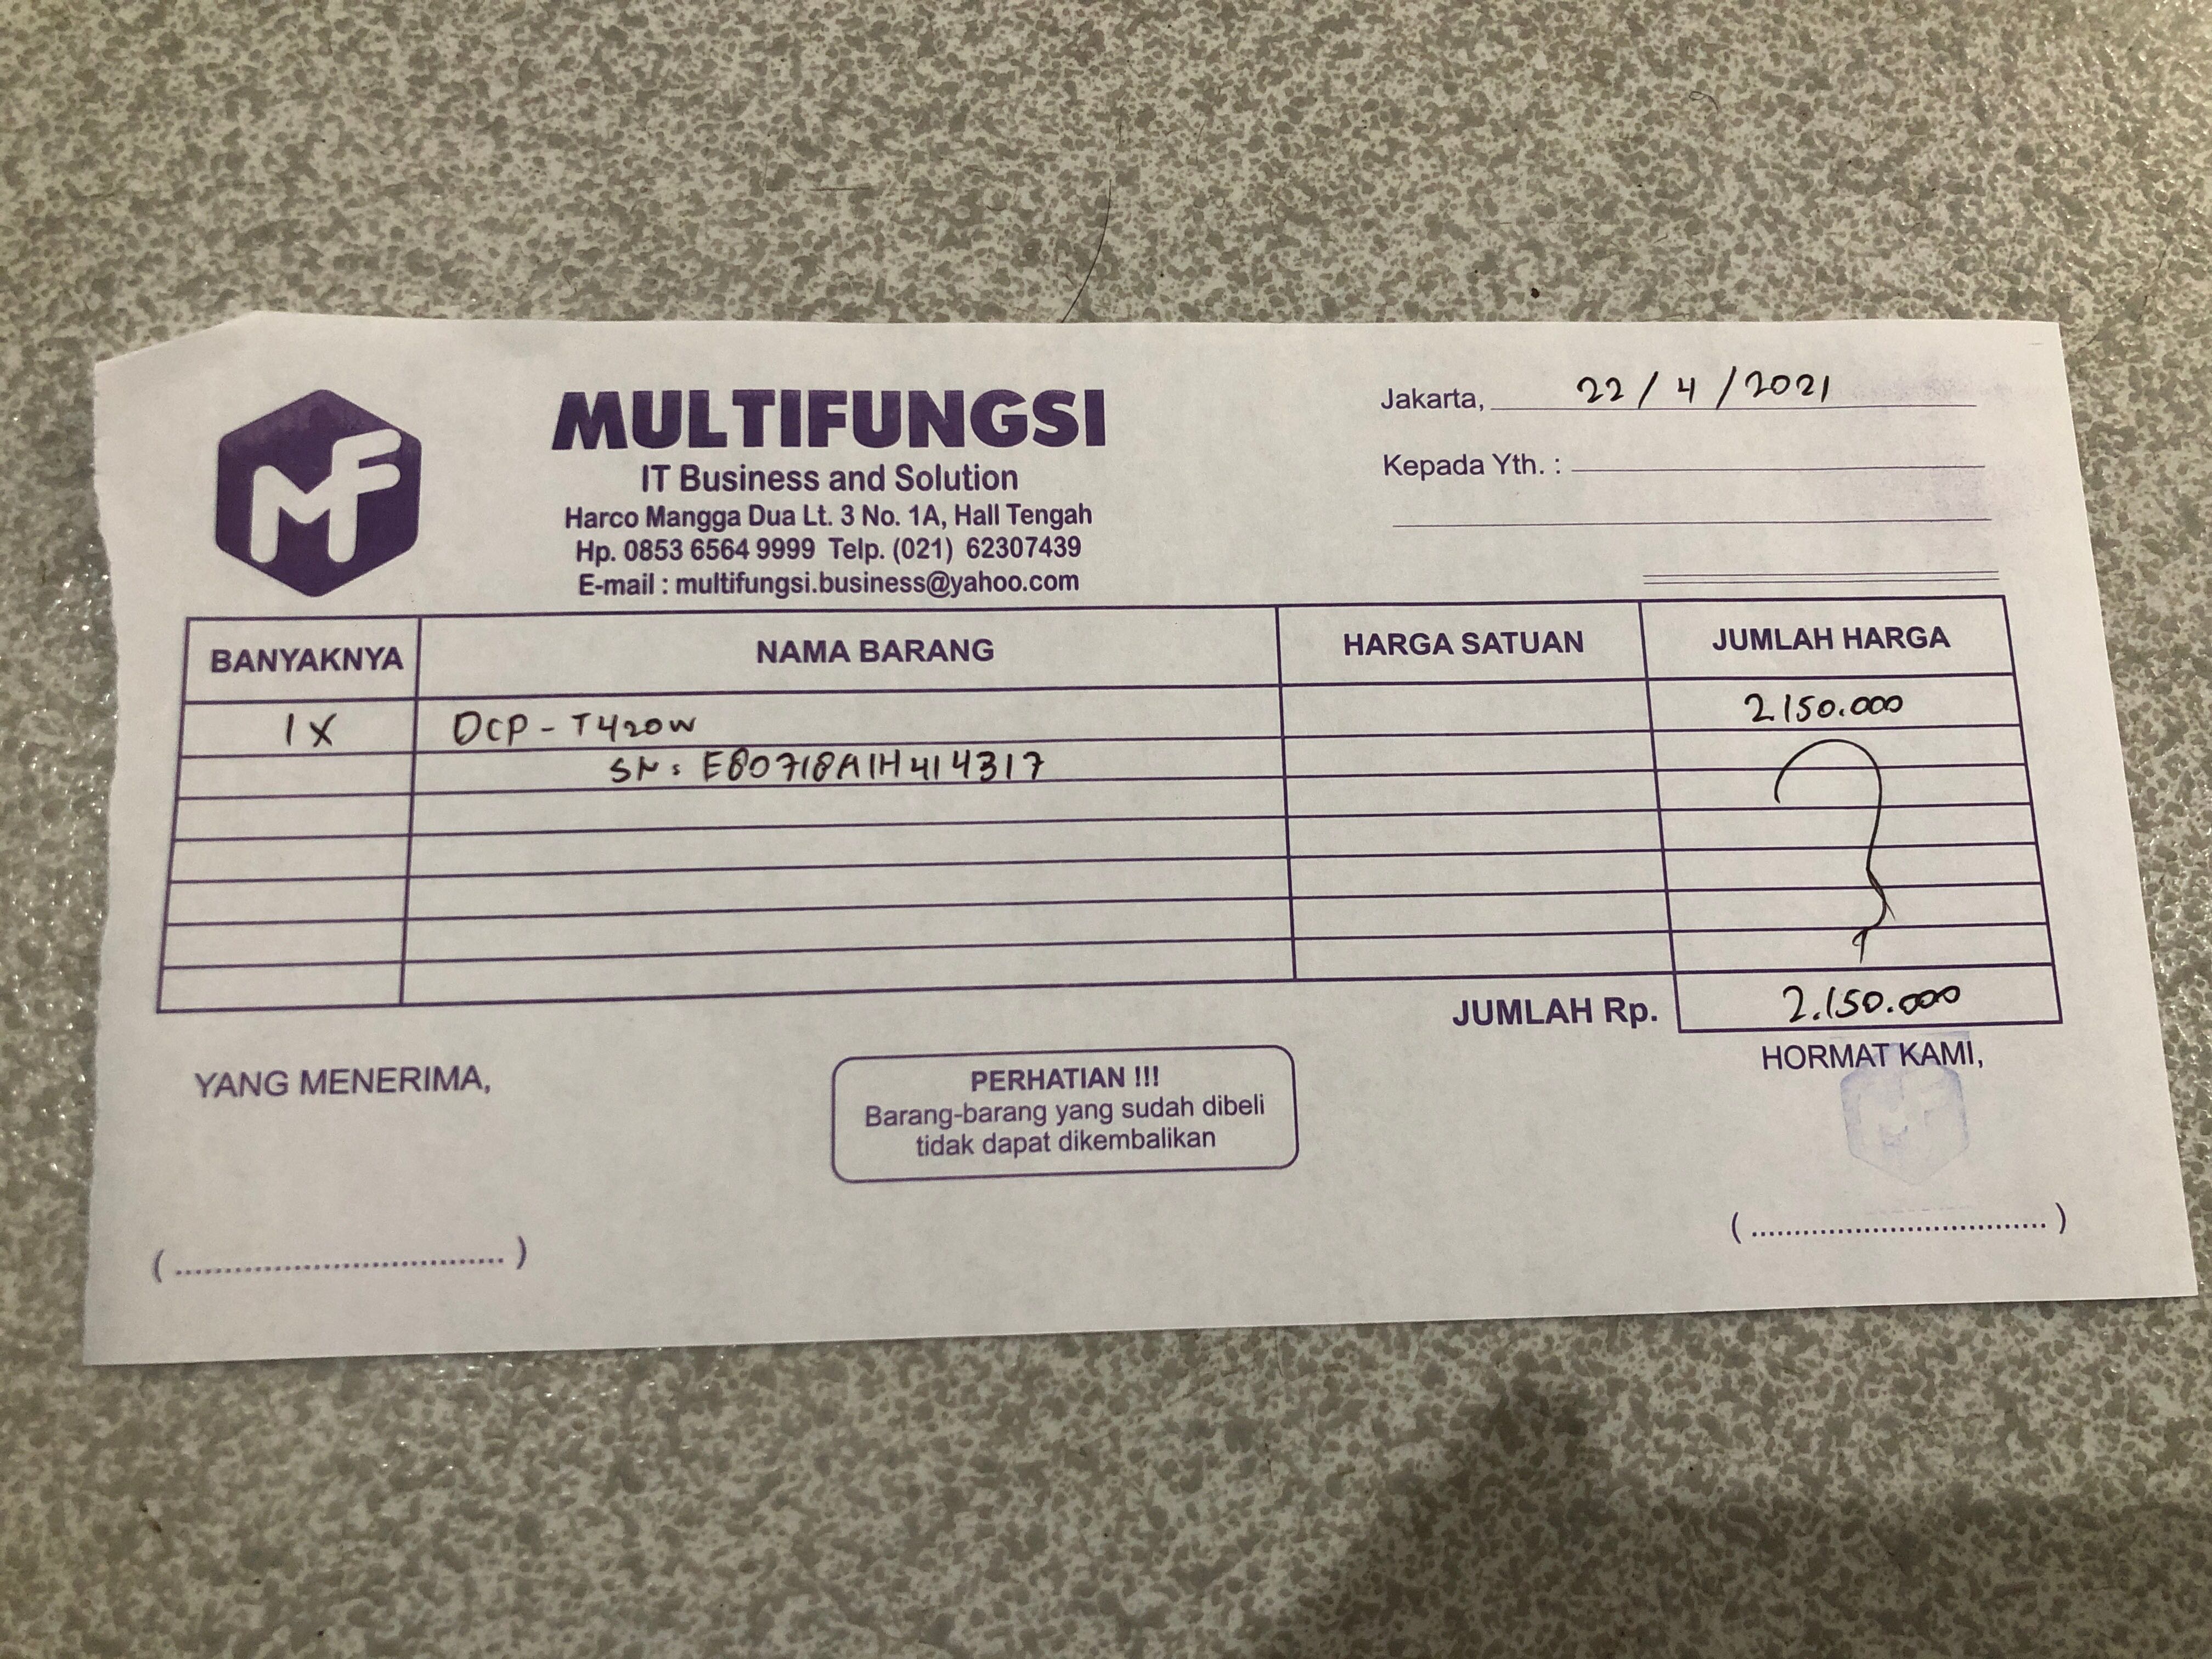 MF
MULTIFUNGSI
IT Business and Solution
Harco Mangga Dua Lt. 3 No. 1A, Hall Tengah
Hp. 0853 6564 9999 Telp. (021) 62307439
E-mail : multifungsi.business@yahoo.com
Jakarta, 22 / 4 / 2021
Kepada Yth. :
BANYAKNYA NAMA BARANG HARGA SATUAN JUMLAH HARGA
1 X DCP - T420W 2.150.000
SN: E80718A1H414317
JUMLAH Rp. 2.150.000
YANG MENERIMA,
PERHATIAN !!!
Barang-barang yang sudah dibeli
tidak dapat dikembalikan
HORMAT KAMI,
MF
( .................................. )
( .................................. )